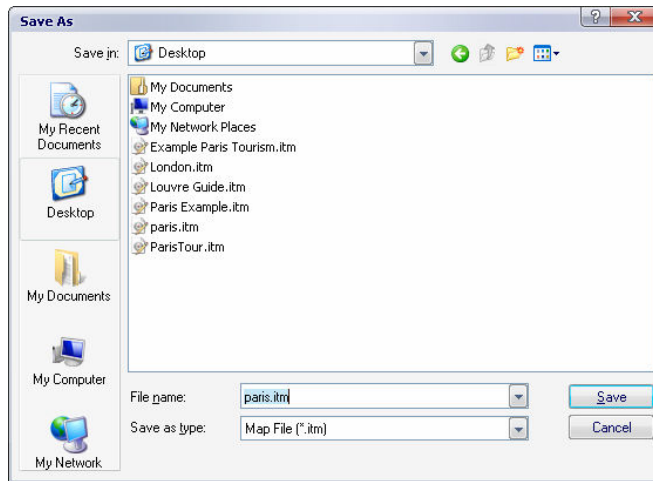 Save As
Save in: Desktop
My Recent
Documents
Desktop
My Documents
My Computer
My Network
My Documents
My Computer
My Network Places
Example Paris Tourism.itm
London.itm
Louvre Guide.itm
Paris Example.itm
paris.itm
ParisTour.itm
File name: paris.itm Save
Save as type: Map File (*.itm) Cancel